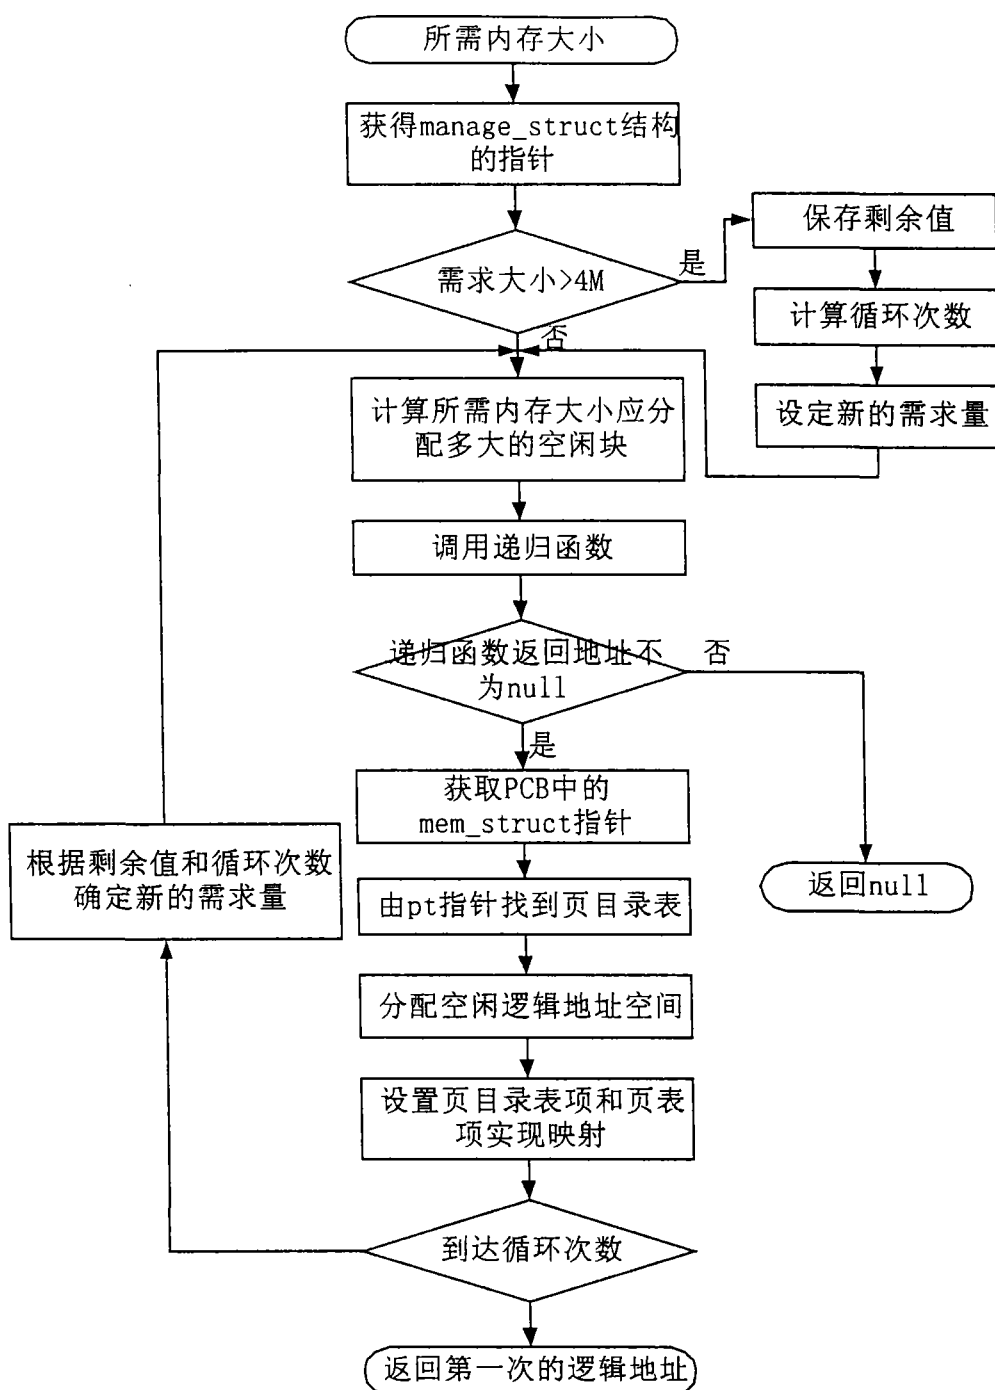 所需内存大小
获得manage_struct结构
的指针
保存剩余值
需求大小>4M
是
计算循环次数
否
计算所需内存大小应分
配多大的空闲块
设定新的需求量
调用递归函数
递归函数返回地址不
为null
否
是
获取PCB中的
mem_struct指针
根据剩余值和循环次数
确定新的需求量
返回null
由pt指针找到页目录表
分配空闲逻辑地址空间
设置页目录表项和页表
项实现映射
到达循环次数
返回第一次的逻辑地址